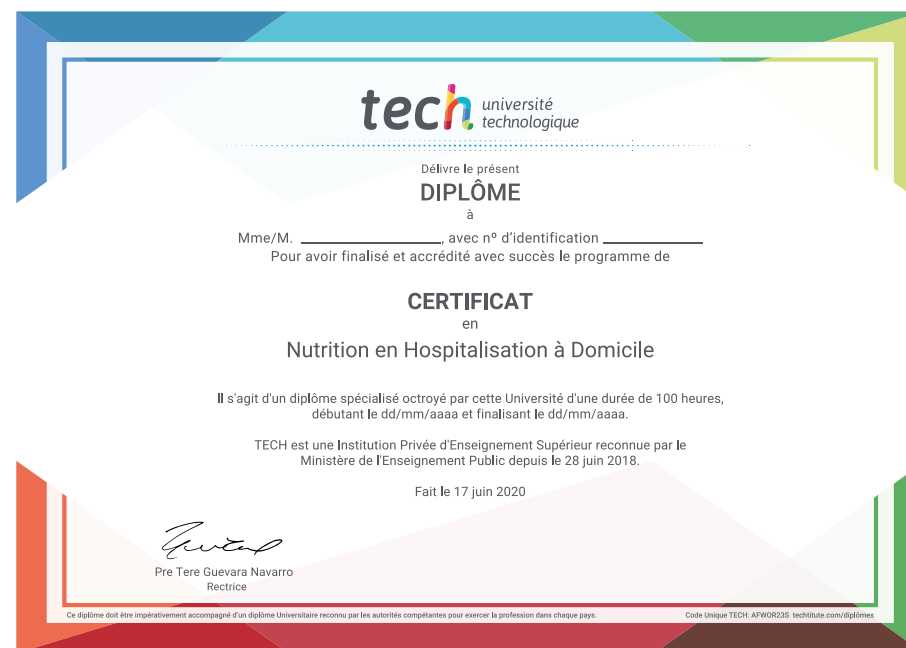 tech université
technologique
Délivre le présent
DIPLÔME
à
Mme/M. ____________________, avec nº d'identification ______________
Pour avoir finalisé et accrédité avec succès le programme de
CERTIFICAT
en
Nutrition en Hospitalisation à Domicile
Il s'agit d'un diplôme spécialisé octroyé par cette Université d'une durée de 100 heures,
débutant le dd/mm/aaaa et finalisant le dd/mm/aaaa.
TECH est une Institution Privée d'Enseignement Supérieur reconnue par le
Ministère de l'Enseignement Public depuis le 28 juin 2018.
Fait le 17 juin 2020
Pre Tere Guevara Navarro
Rectrice
Ce diplôme doit être impérativement accompagné d'un diplôme Universitaire reconnu par les autorités compétentes pour exercer la profession dans chaque pays.
Code Unique TECH: AFWOR23S techtitute.com/diplômes